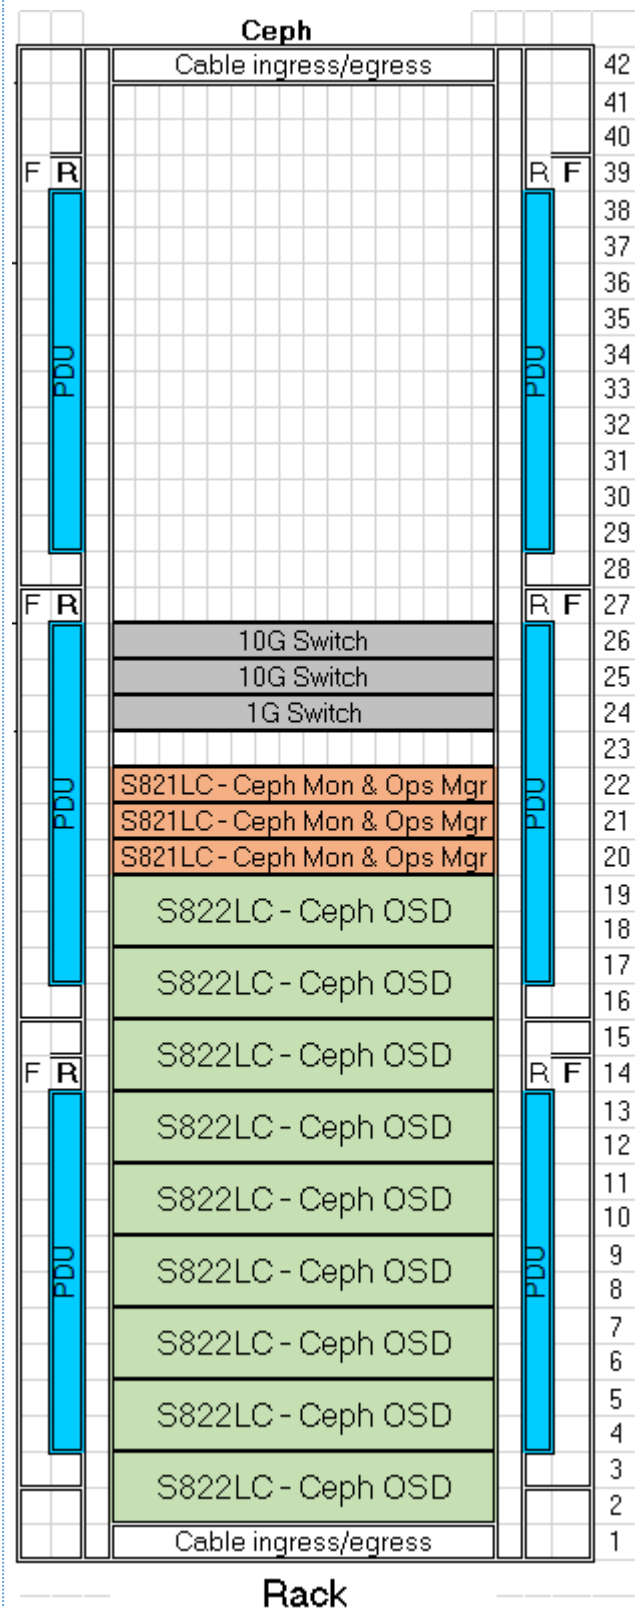 Ceph
Cable ingress/egress 42
41
40
F R R F 39
38
37
36
35
PDU PDU 34
33
32
31
30
29
28
F R R F 27
10G Switch 26
10G Switch 25
1G Switch 24
23
PDU S821LC - Ceph Mon & Ops Mgr PDU 22
S821LC - Ceph Mon & Ops Mgr 21
S821LC - Ceph Mon & Ops Mgr 20
19
S822LC - Ceph OSD
18
17
S822LC - Ceph OSD
16
15
S822LC - Ceph OSD
F R R F 14
13
S822LC - Ceph OSD
12
11
S822LC - Ceph OSD
10
9
PDU S822LC - Ceph OSD PDU
8
7
S822LC - Ceph OSD
6
5
S822LC - Ceph OSD
4
3
S822LC - Ceph OSD
2
Cable ingress/egress 1
Rack